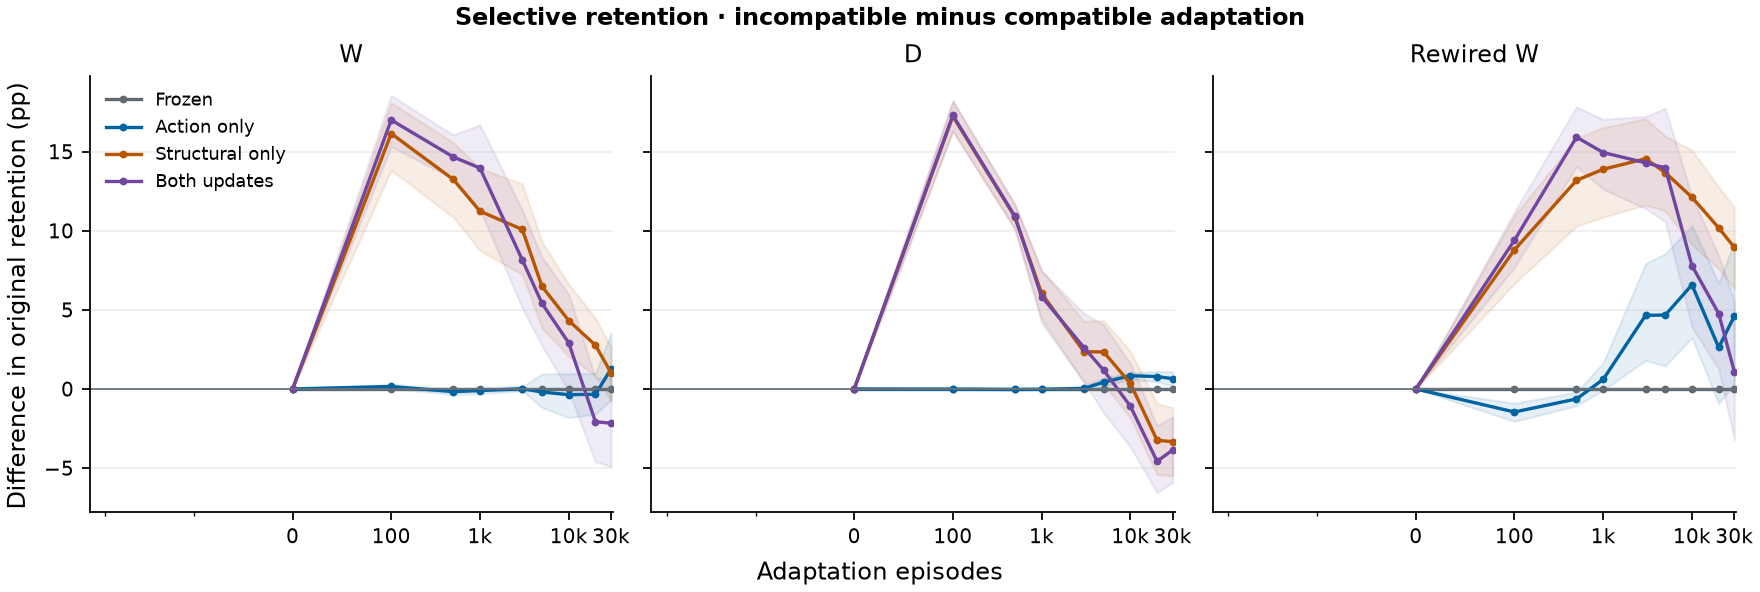 Selective retention · incompatible minus compatible adaptation
W
D
Rewired W
Difference in original retention (pp)
15
10
5
0
−5
Frozen
Action only
Structural only
Both updates
0 100 1k 10k 30k
0 100 1k 10k 30k
0 100 1k 10k 30k
Adaptation episodes